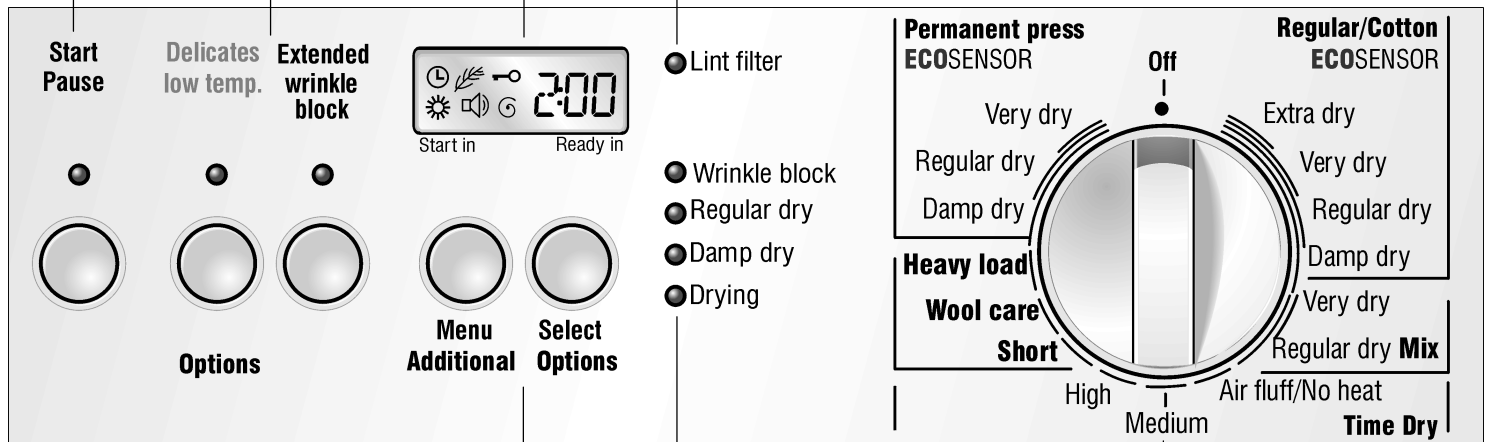 Start
Pause
Delicates
low temp.
Extended
wrinkle
block
Options
2:00
Start in
Ready in
Menu
Select
Additional
Options
Lint filter
Wrinkle block
Regular dry
Damp dry
Drying
Permanent press
ECOSENSOR
Very dry
Regular dry
Damp dry
Heavy load
Wool care
Short
Off
Regular/Cotton
ECOSENSOR
Extra dry
Very dry
Regular dry
Damp dry
Very dry
Regular dry Mix
High
Medium
Air fluff/No heat
Time Dry